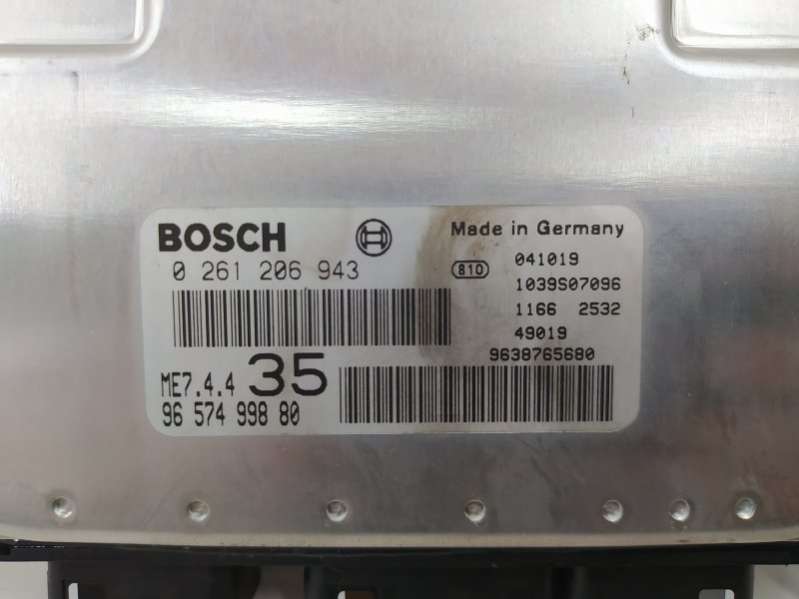 BOSCH
0 261 206 943
ME7.4.4 35
96 574 998 80
Made in Germany
810 041019
1039S07096
1166 2532
49019
9638765680